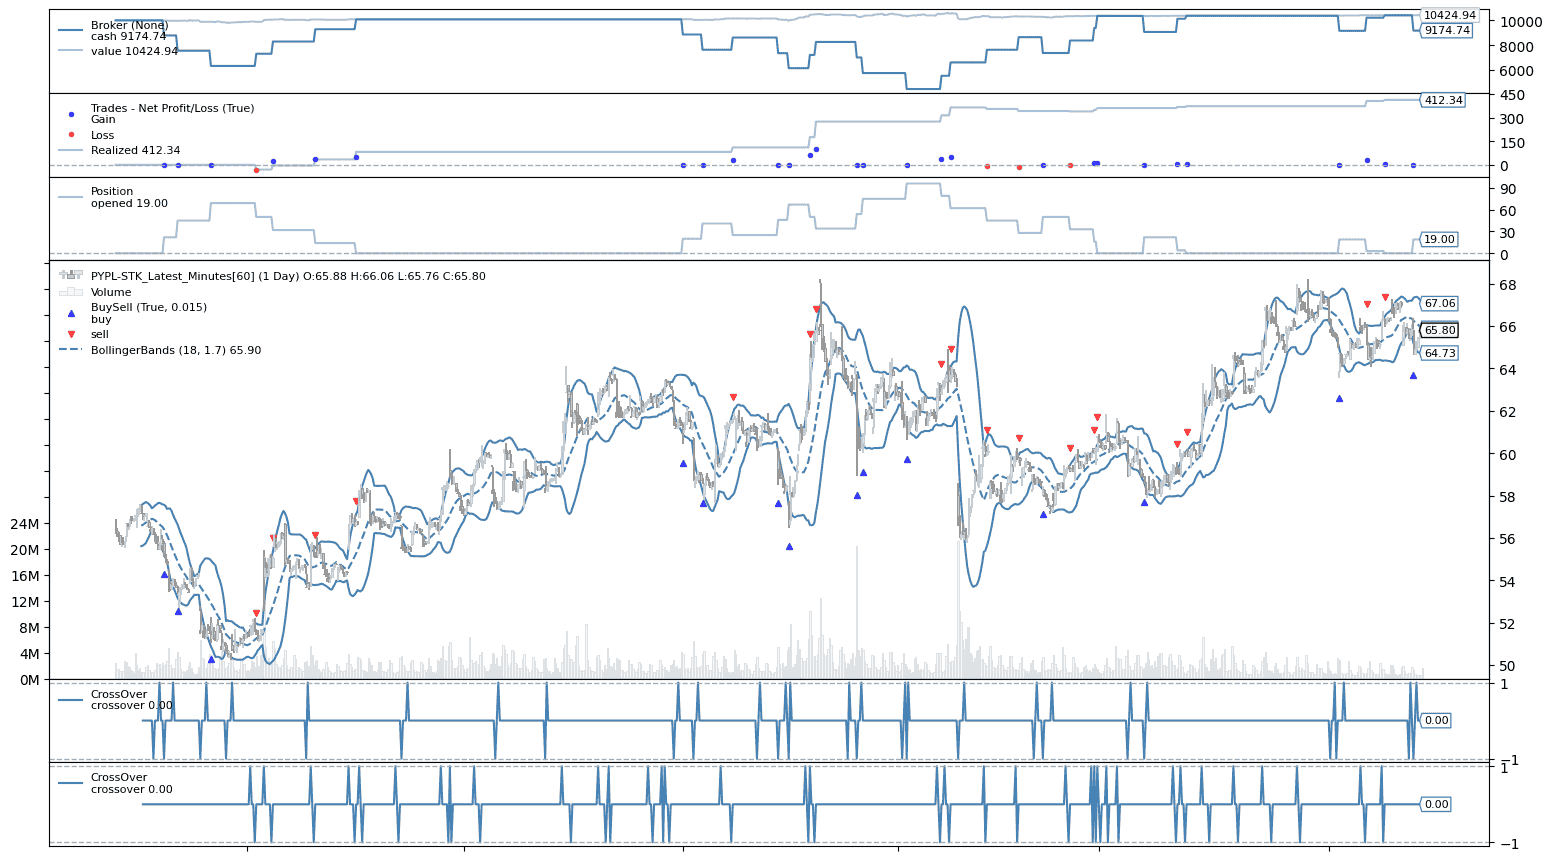 Broker (None)
cash 9174.74
value 10424.94
10424.94
10000
9174.74
8000
6000
Trades - Net Profit/Loss (True)
Gain
Loss
Realized 412.34
450
412.34
300
150
0
Position
opened 19.00
90
60
30
19.00
0
PYPL-STK_Latest_Minutes[60] (1 Day) O:65.88 H:66.06 L:65.76 C:65.80
Volume
BuySell (True, 0.015)
buy
sell
BollingerBands (18, 1.7) 65.90
24M
20M
16M
12M
8M
4M
0M
68
67.06
66
65.80
64.73
64
62
60
58
56
54
52
50
CrossOver
crossover 0.00
1
0.00
−1
CrossOver
crossover 0.00
1
0.00
−1